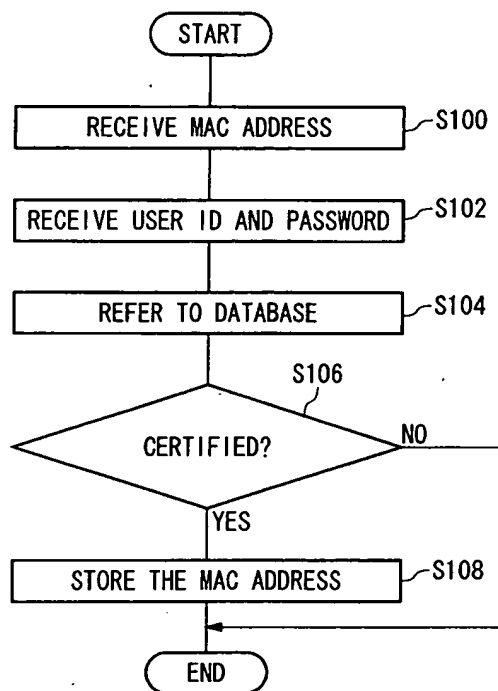 START
RECEIVE MAC ADDRESS
S100
RECEIVE USER ID AND PASSWORD
S102
REFER TO DATABASE
S104
S106
CERTIFIED?
NO
YES
STORE THE MAC ADDRESS
S108
END